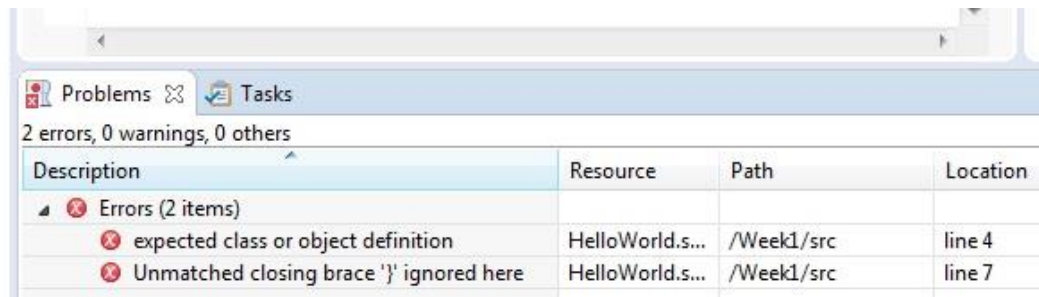 Problems Tasks
2 errors, 0 warnings, 0 others
Description Resource Path Location
Errors (2 items)
expected class or object definition HelloWorld.s... /Week1/src line 4
Unmatched closing brace '}' ignored here HelloWorld.s... /Week1/src line 7